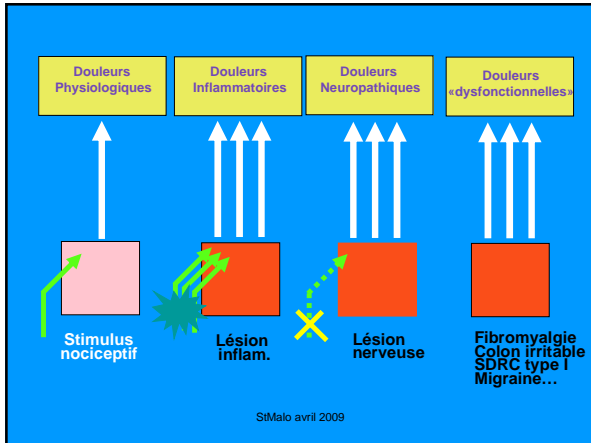 Douleurs
Physiologiques
Douleurs
Inflammatoires
Douleurs
Neuropathiques
Douleurs
«dysfonctionnelles»
Stimulus
nociceptif
Lésion
inflam.
Lésion
nerveuse
Fibromyalgie
Colon irritable
SDRC type I
Migraine…
StMalo avril 2009